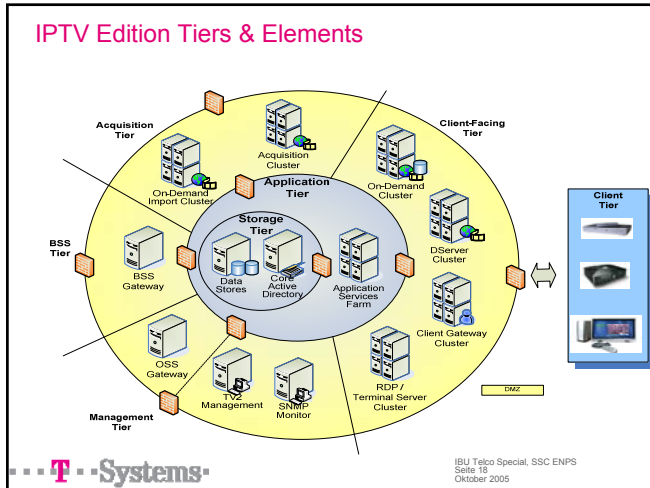 IPTV Edition Tiers & Elements
Acquisition
Tier
Client-Facing
Tier
Acquisition
Cluster
On-Demand
Import Cluster
On-Demand
Cluster
Application
Tier
Client
Tier
Storage
Tier
DServer
Cluster
BSS
Tier
BSS
Gateway
Data
Stores
Core
Active
Directory
Application
Services
Farm
Client Gateway
Cluster
OSS
Gateway
TV2
Management
SNMP
Monitor
RDP /
Terminal Server
Cluster
DMZ
Management
Tier
T Systems
IBU Telco Special, SSC ENPS
Seite 18
Oktober 2005